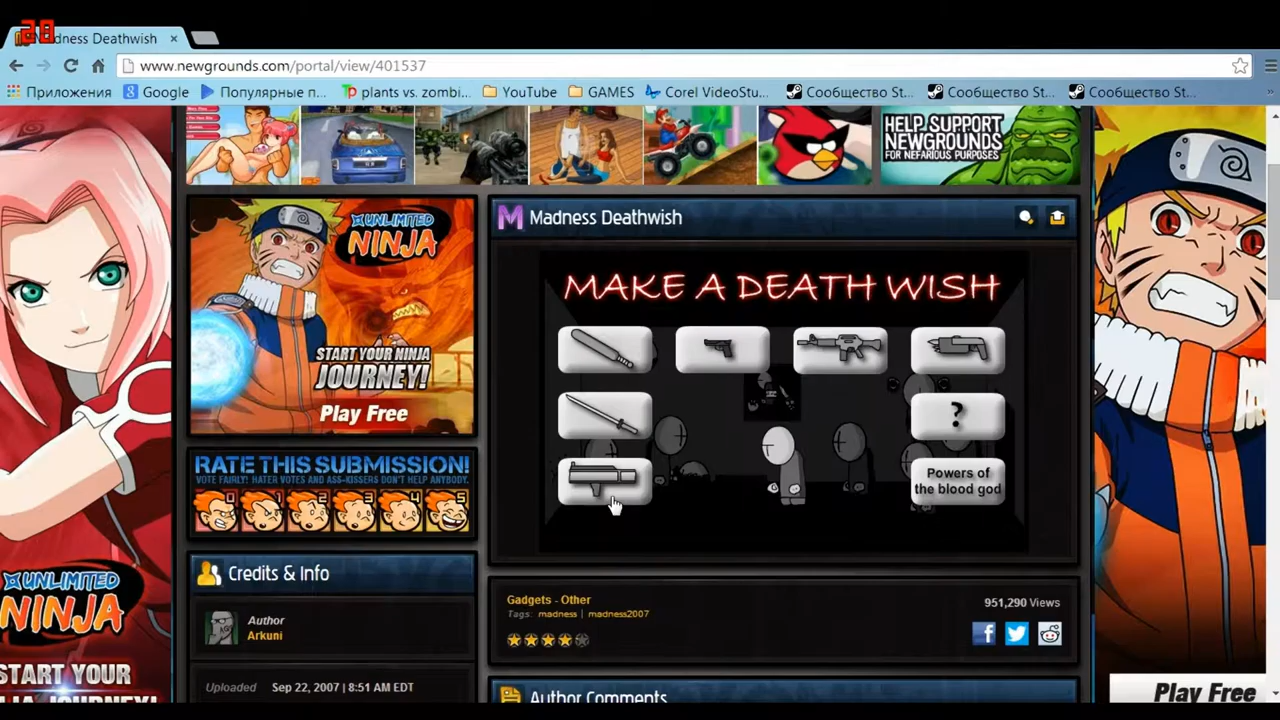 20
dness Deathwish
www.newgrounds.com/portal/view/401537
Приложения
Google
Популярные п...
plants vs. zombi...
YouTube
GAMES
Corel VideoStu...
Сообщество St...
Сообщество St...
Сообщество St...
HELP SUPPORT
NEWGROUNDS
FOR NEFARIOUS PURPOSES
UNLIMITED
NINJA
START YOUR NINJA
JOURNEY!
Play Free
Madness Deathwish
MAKE A DEATH WISH
?
Powers of
the blood god
RATE THIS SUBMISSION!
VOTE FAIRLY! HATER VOTES AND ASS-KISSERS DON'T HELP ANYBODY.
0 1 2 3 4 5
Credits & Info
Author
Arkuni
Uploaded Sep 22, 2007 | 8:51 AM EDT
Gadgets - Other
Tags: madness | madness2007
951,290 Views
Author Comments
UNLIMITED
NINJA
START YOUR
NINJA JOURNEY!
Play Free